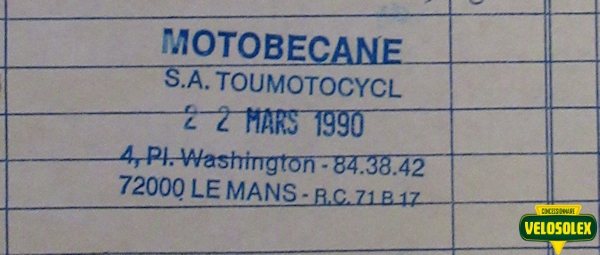 MOTOBECANE
S.A. TOUMOTOCYCL
2 2 MARS 1990
4, Pl. Washington - 84.38.42
72000 LE MANS - R.C. 71 B 17
CONCESSIONNAIRE
VELOSOLEX